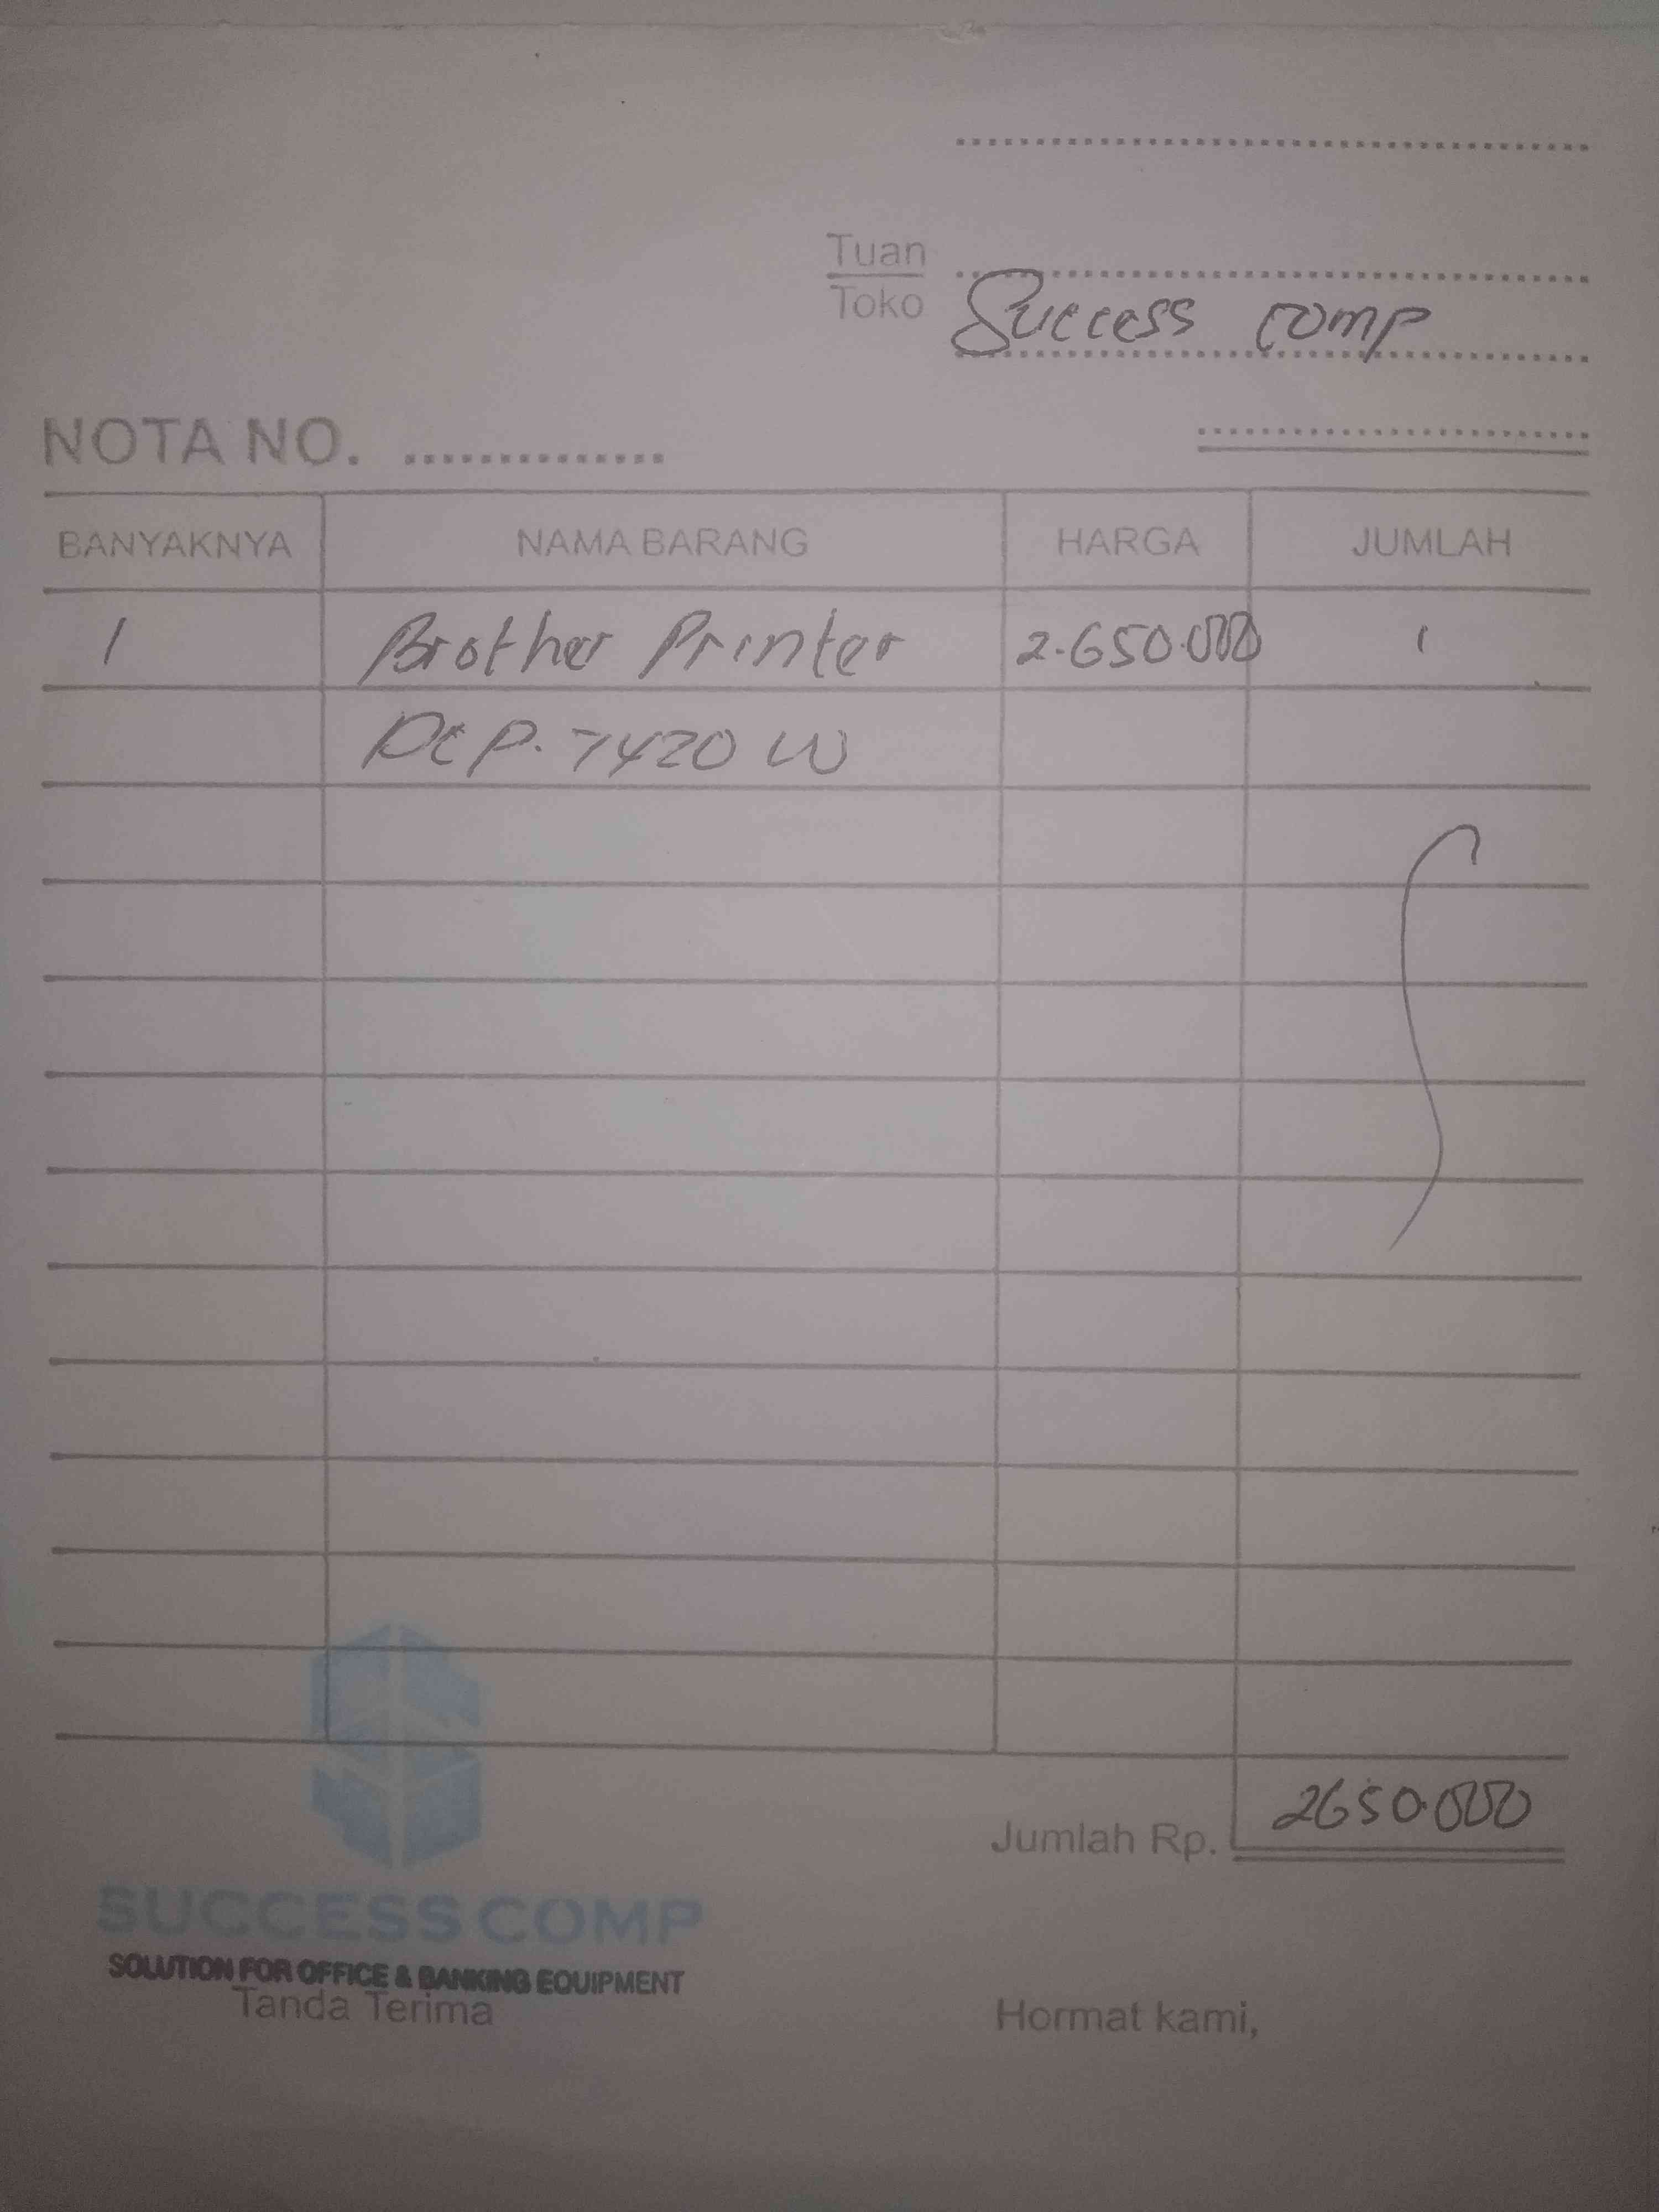 Tuan
Toko Success comp
NOTA NO. ..............
BANYAKNYA NAMA BARANG HARGA JUMLAH
1 Brother Printer 2.650.000 1
DCP. 7420 W
Jumlah Rp. 2650.000
SUCCESS COMP
SOLUTION FOR OFFICE & BANKING EQUIPMENT
Tanda Terima Hormat kami,